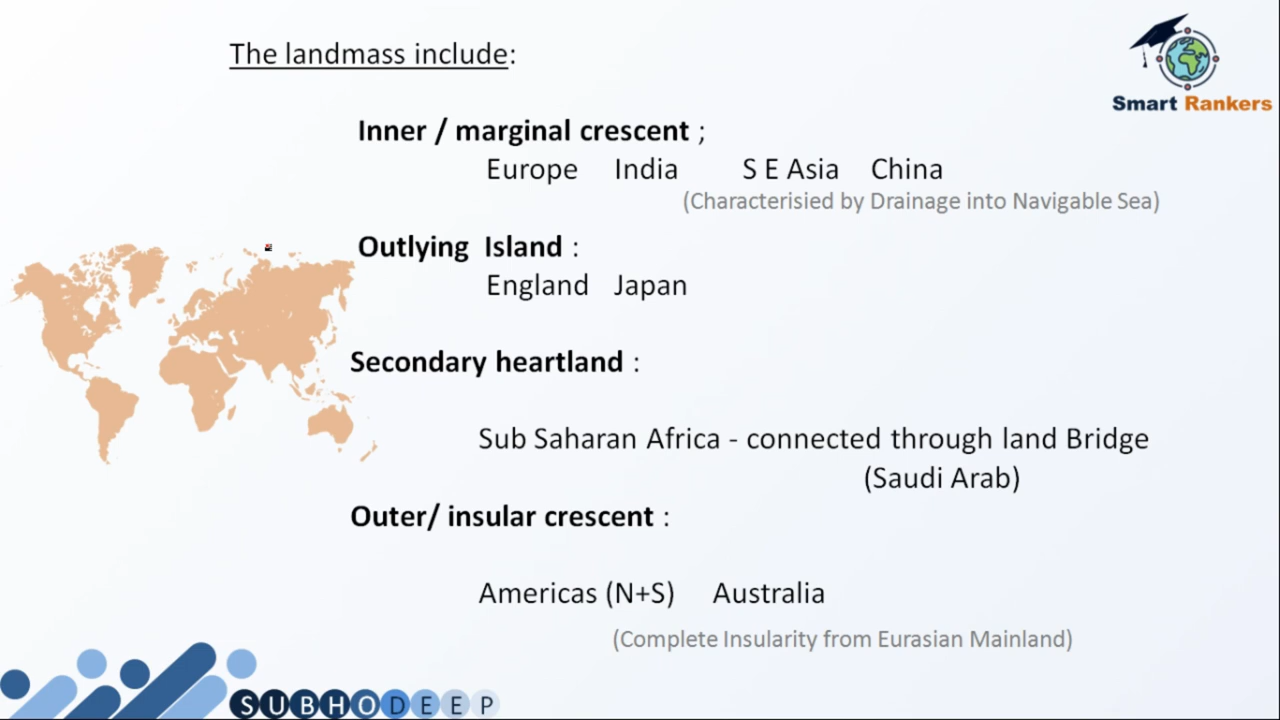 The landmass include:
Smart Rankers
Inner / marginal crescent ;
Europe India S E Asia China
(Characterisied by Drainage into Navigable Sea)
Outlying Island :
England Japan
Secondary heartland :
Sub Saharan Africa - connected through land Bridge
(Saudi Arab)
Outer/ insular crescent :
Americas (N+S) Australia
(Complete Insularity from Eurasian Mainland)
SUBHODEEP